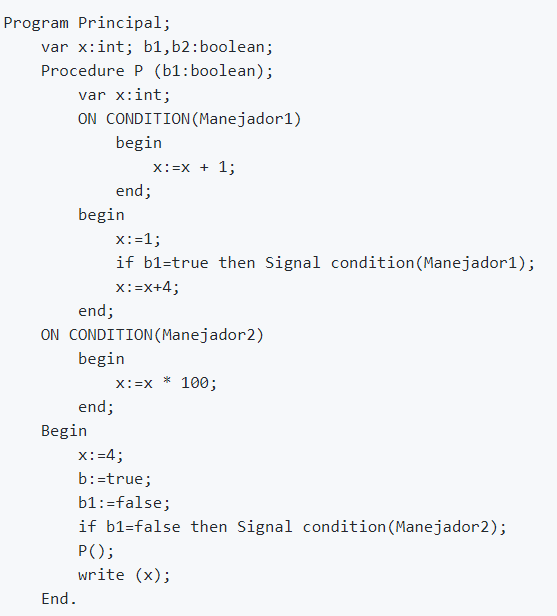 Program Principal;
var x:int; b1,b2:boolean;
Procedure P (b1:boolean);
var x:int;
ON CONDITION(Manejador1)
begin
x:=x + 1;
end;
begin
x:=1;
if b1=true then Signal condition(Manejador1);
x:=x+4;
end;
ON CONDITION(Manejador2)
begin
x:=x * 100;
end;
Begin
x:=4;
b:=true;
b1:=false;
if b1=false then Signal condition(Manejador2);
P();
write (x);
End.